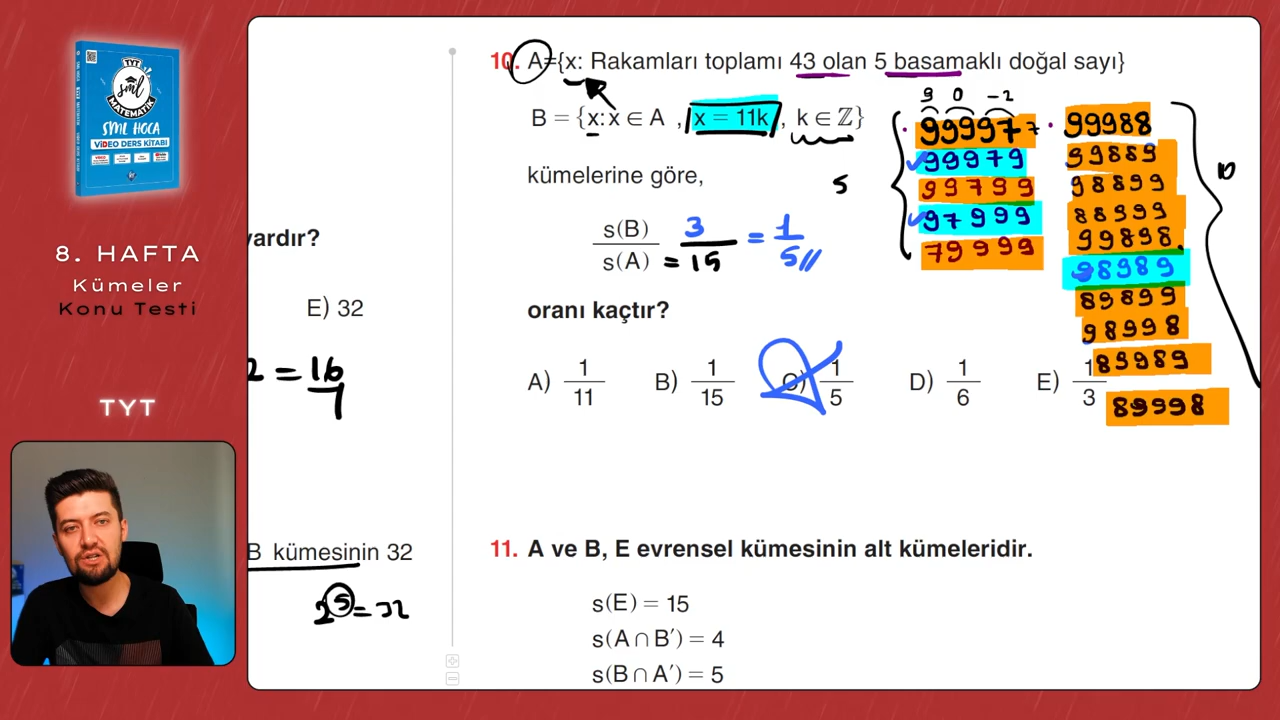 TYT
sml
MATEMATİK
SML HOCA
VİDEO DERS KİTABI
8. HAFTA
Kümeler
Konu Testi
TYT
vardır?
E) 32
2 = 16
B kümesinin 32
2 5 = 32
10. A={x: Rakamları toplamı 43 olan 5 basamaklı doğal sayı}
B = {x: x ∈ A , x = 11k , k ∈ ℤ}
kümelerine göre,
s(B) / s(A) = 3 / 15 = 1 / 5
5
oranı kaçtır?
A) 1/11 B) 1/15 C) 1/5 D) 1/6 E) 1/3
9 0 -2
99997 7
99979
99799
97999
79999
99988
99889
98899
88999
99898
98989
89899
98998
89989
89998
10
11. A ve B, E evrensel kümesinin alt kümeleridir.
s(E) = 15
s(A ∩ B′) = 4
s(B ∩ A′) = 5